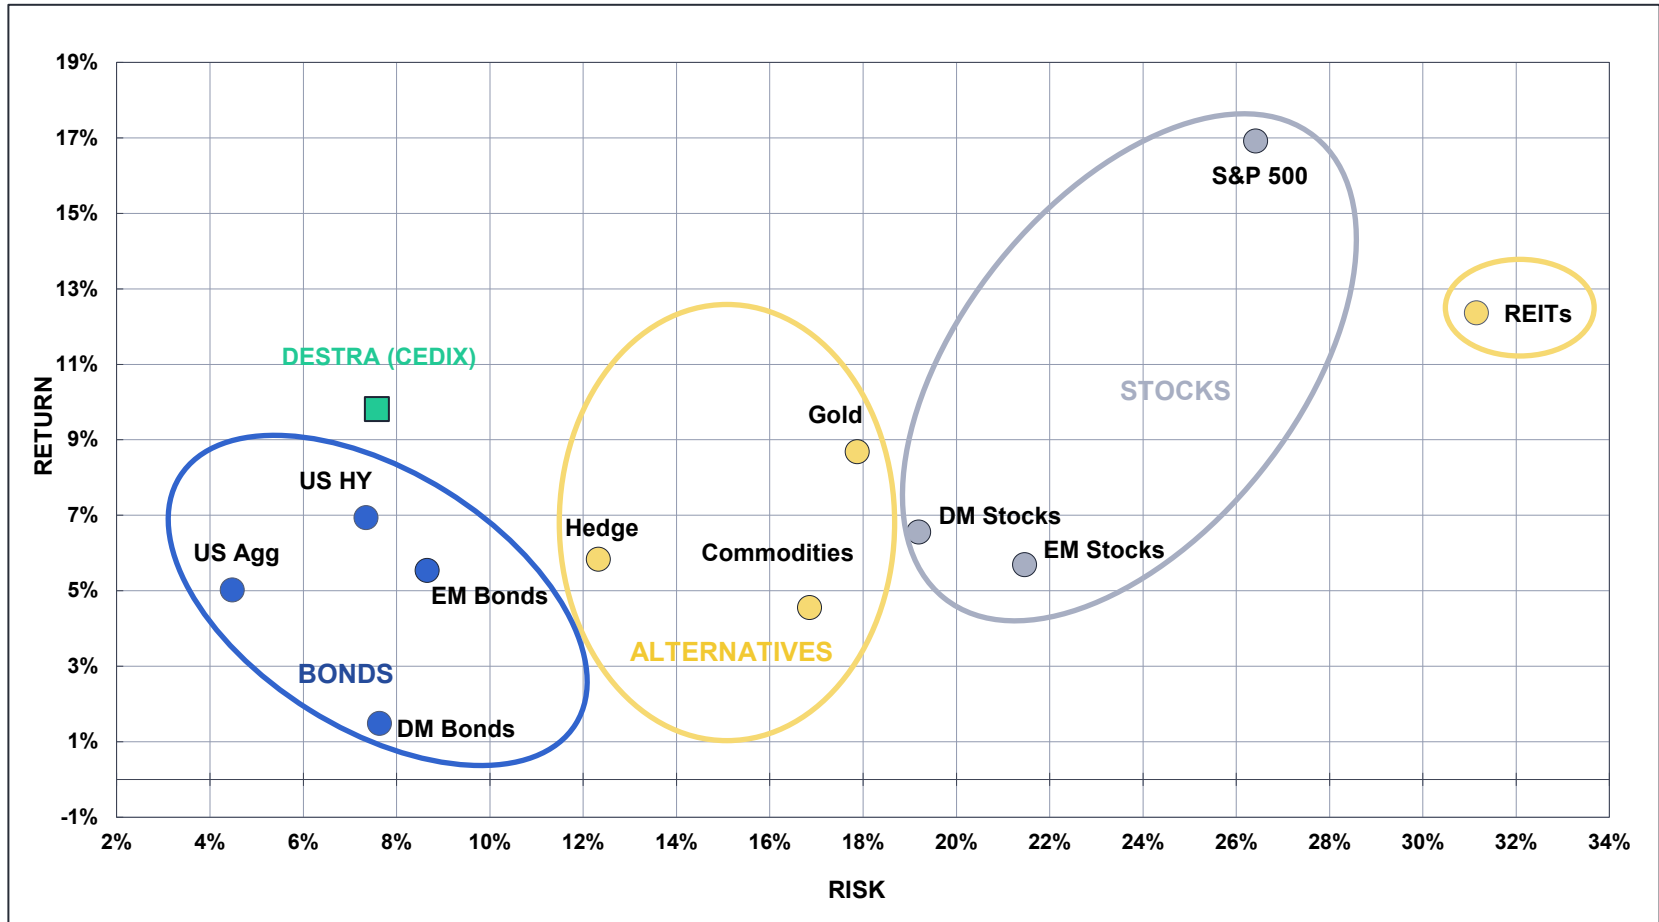 19%
17%
15%
13%
11%
9%
7%
5%
3%
1%
-1%
RETURN
S&P 500
REITs
DESTRA (CEDIX)
STOCKS
Gold
US HY
DM Stocks
Hedge
EM Stocks
US Agg
Commodities
EM Bonds
ALTERNATIVES
BONDS
DM Bonds
2% 4% 6% 8% 10% 12% 14% 16% 18% 20% 22% 24% 26% 28% 30% 32% 34%
RISK